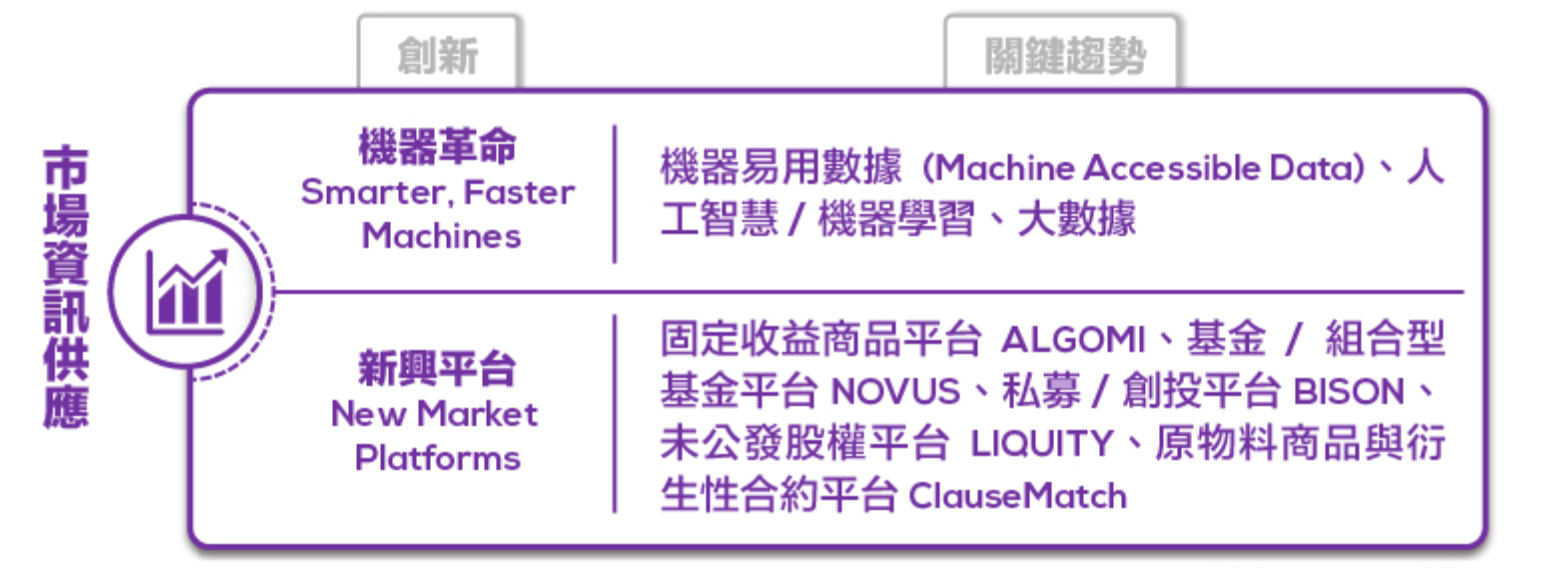 創新
關鍵趨勢
市場資訊供應
機器革命
Smarter, Faster
Machines
機器易用數據 (Machine Accessible Data)、人
工智慧 / 機器學習、大數據
新興平台
New Market
Platforms
固定收益商品平台 ALGOMI、基金 / 組合型
基金平台 NOVUS、私募 / 創投平台 BISON、
未公發股權平台 LIQUITY、原物料商品與衍
生性合約平台 ClauseMatch